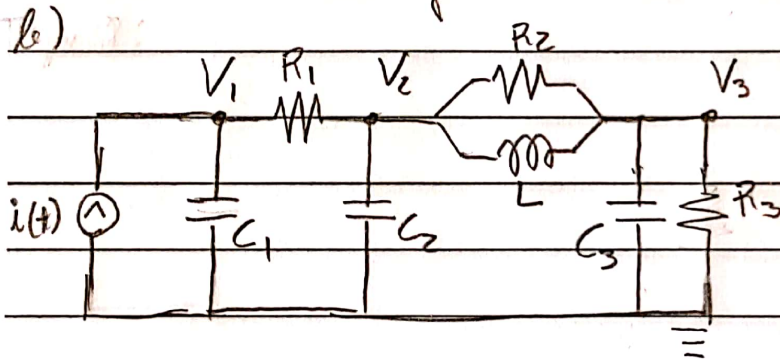 b)
R₂
V₁ R₁ V₂ V₃
L
i(t) C₁ C₂ C₃ R₃